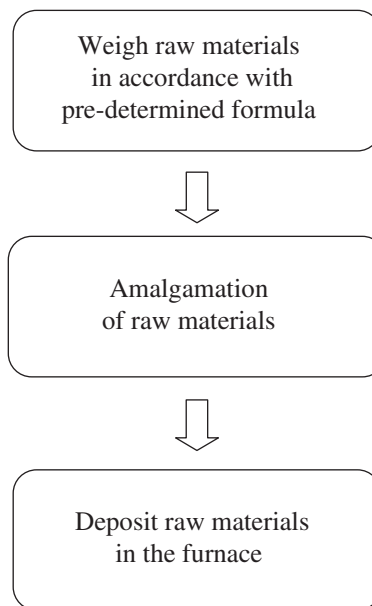 Weigh raw materials
in accordance with
pre-determined formula
Amalgamation
of raw materials
Deposit raw materials
in the furnace